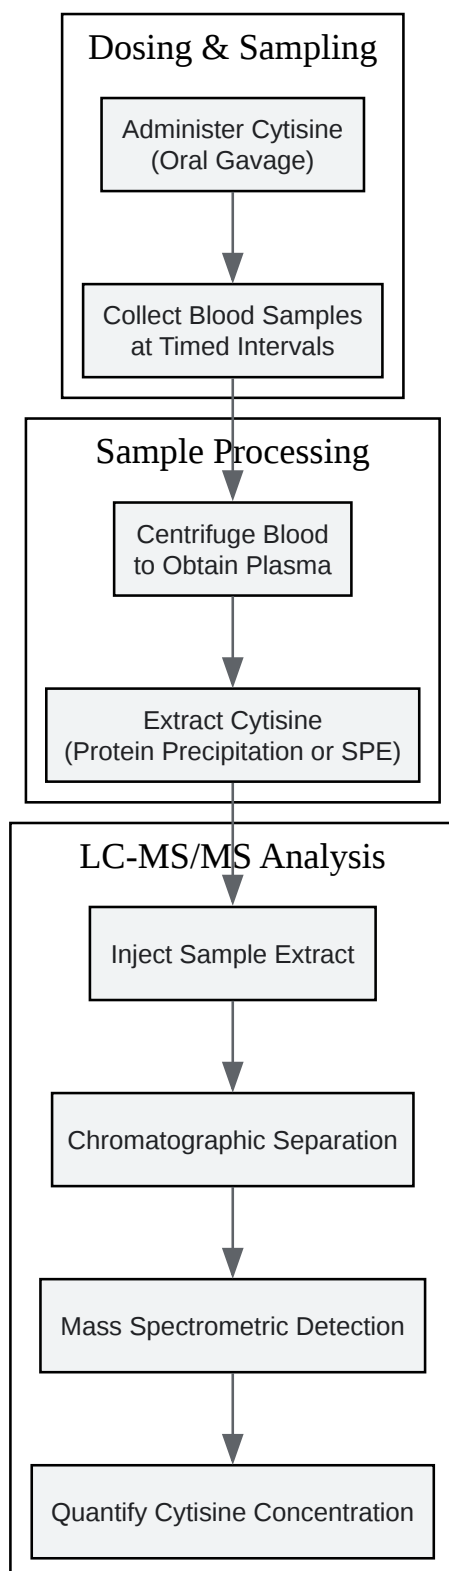 Dosing & Sampling
Administer Cytisine
(Oral Gavage)
Collect Blood Samples
at Timed Intervals
Sample Processing
Centrifuge Blood
to Obtain Plasma
Extract Cytisine
(Protein Precipitation or SPE)
LC-MS/MS Analysis
Inject Sample Extract
Chromatographic Separation
Mass Spectrometric Detection
Quantify Cytisine Concentration